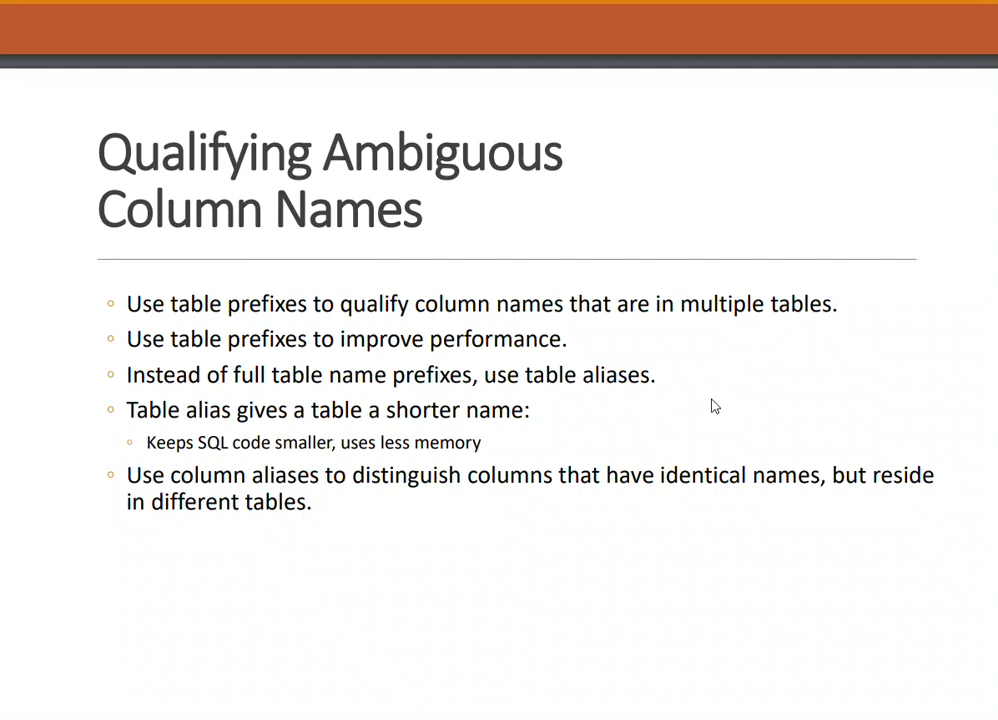 Qualifying Ambiguous
Column Names
Use table prefixes to qualify column names that are in multiple tables.
Use table prefixes to improve performance.
Instead of full table name prefixes, use table aliases.
Table alias gives a table a shorter name:
Keeps SQL code smaller, uses less memory
Use column aliases to distinguish columns that have identical names, but reside
in different tables.